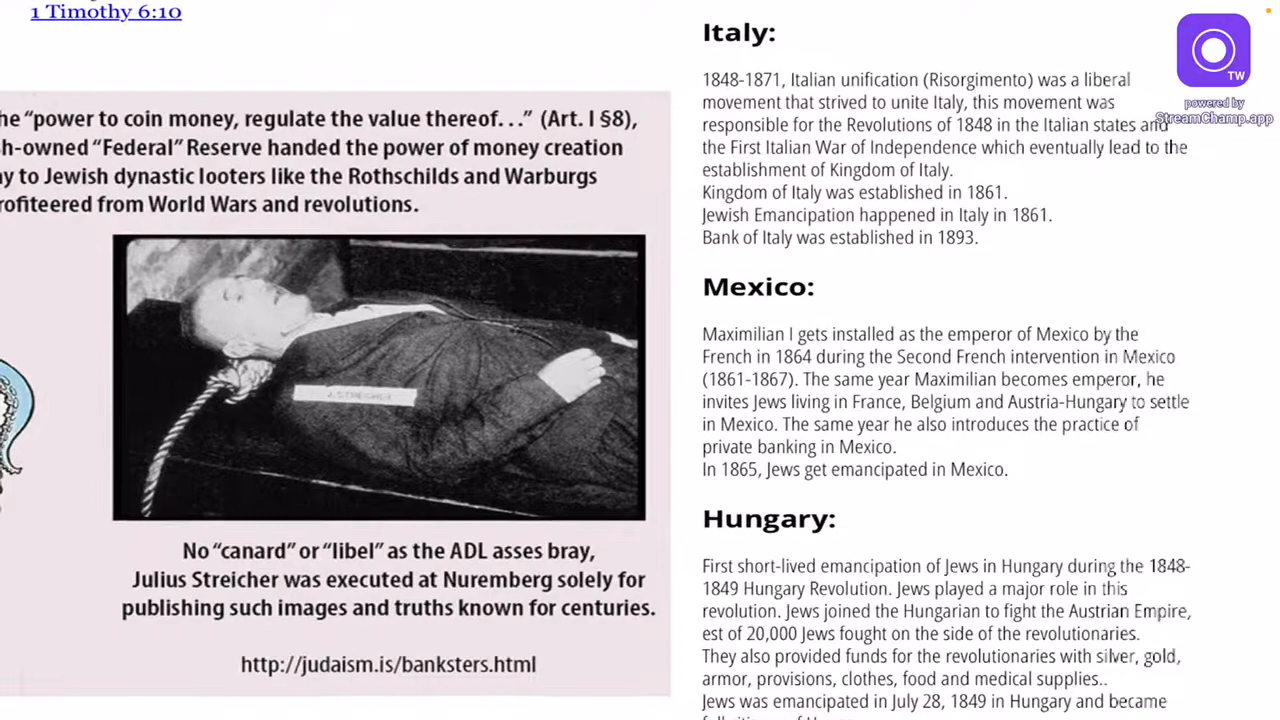 1 Timothy 6:10
he “power to coin money, regulate the value thereof. . .” (Art. I §8),
sh-owned “Federal” Reserve handed the power of money creation
ay to Jewish dynastic looters like the Rothschilds and Warburgs
rofiteered from World Wars and revolutions.
J. STREICHER
No “canard” or “libel” as the ADL asses bray,
Julius Streicher was executed at Nuremberg solely for
publishing such images and truths known for centuries.
http://judaism.is/banksters.html
Italy:
1848-1871, Italian unification (Risorgimento) was a liberal
movement that strived to unite Italy, this movement was
responsible for the Revolutions of 1848 in the Italian states and
the First Italian War of Independence which eventually lead to the
establishment of Kingdom of Italy.
Kingdom of Italy was established in 1861.
Jewish Emancipation happened in Italy in 1861.
Bank of Italy was established in 1893.
Mexico:
Maximilian I gets installed as the emperor of Mexico by the
French in 1864 during the Second French intervention in Mexico
(1861-1867). The same year Maximilian becomes emperor, he
invites Jews living in France, Belgium and Austria-Hungary to settle
in Mexico. The same year he also introduces the practice of
private banking in Mexico.
In 1865, Jews get emancipated in Mexico.
Hungary:
First short-lived emancipation of Jews in Hungary during the 1848-
1849 Hungary Revolution. Jews played a major role in this
revolution. Jews joined the Hungarian to fight the Austrian Empire,
est of 20,000 Jews fought on the side of the revolutionaries.
They also provided funds for the revolutionaries with silver, gold,
armor, provisions, clothes, food and medical supplies..
Jews was emancipated in July 28, 1849 in Hungary and became
TW
powered by
StreamChamp.app